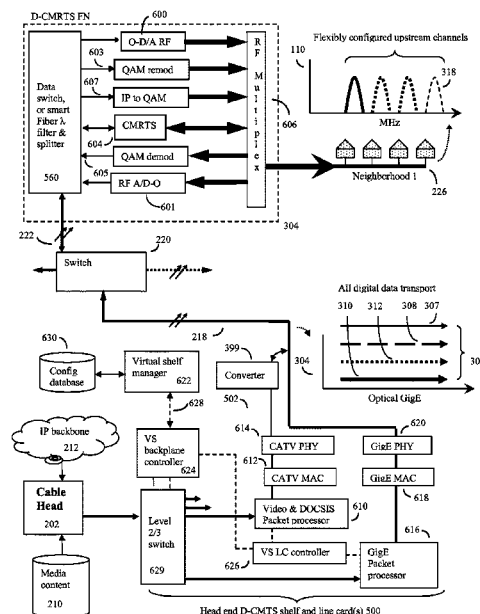 D-CMRTS FN
600
O-D/A RF
603
QAM remod
607
IP to QAM
CMRTS
604
QAM demod
605
RF A/D-O
601
Data
switch,
or smart
Fiber λ
filter &
splitter
560
RF Multiplex
606
304
Flexibly configured upstream channels
110
318
MHz
Neighborhood 1
226
222
220
Switch
All digital data transport
310
312
308
307
30
Optical GigE
218
304
630
Config
database
Virtual shelf
manager
622
399
Converter
502
628
614
CATV PHY
620
GigE PHY
IP backbone
212
VS
backplane
controller
624
612
CATV MAC
GigE MAC
618
Cable
Head
202
Level
2/3
switch
629
Video & DOCSIS
Packet processor
610
616
626
VS LC controller
GigE
Packet
processor
Media
content
210
Head end D-CMTS shelf and line card(s) 500